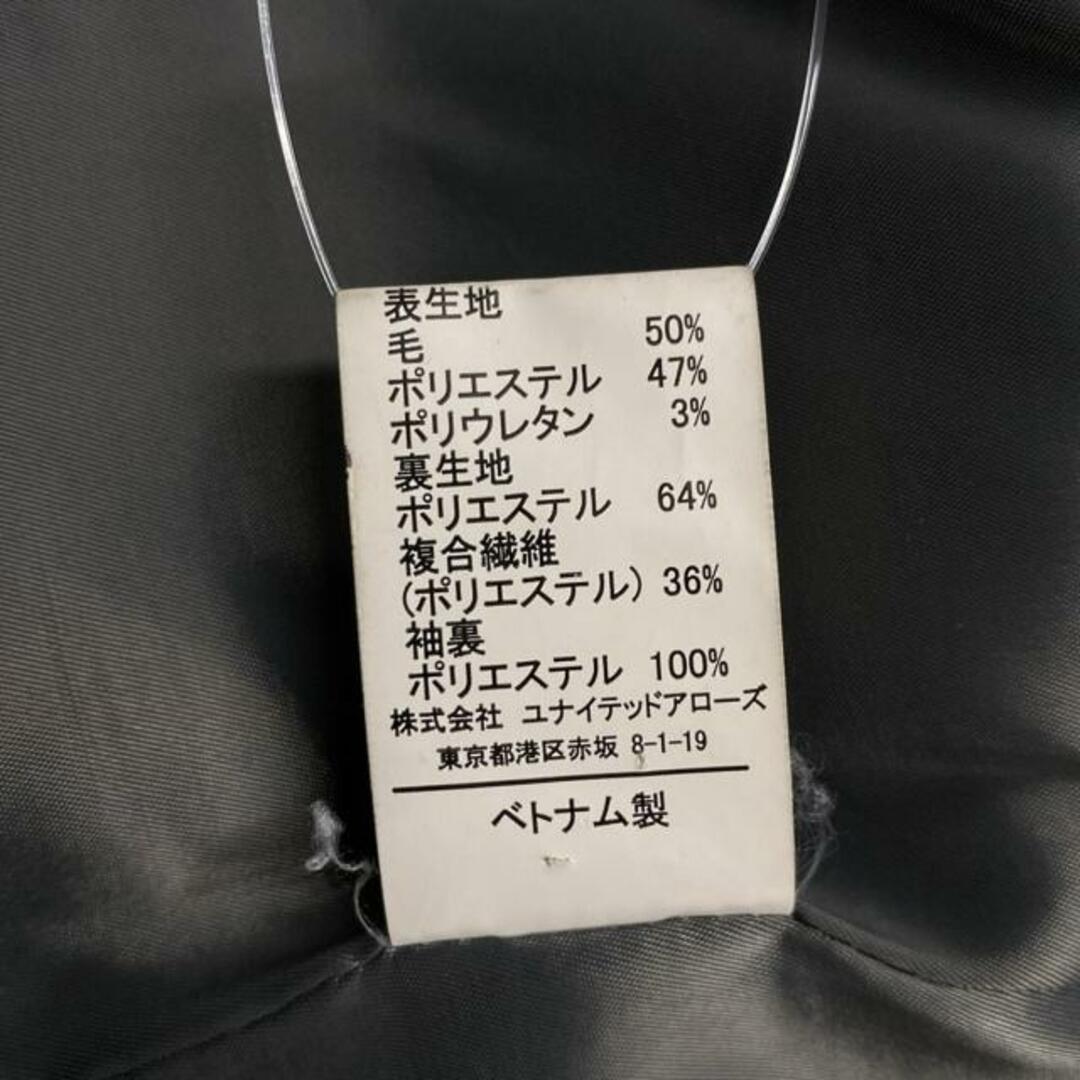 表生地
毛 50%
ポリエステル 47%
ポリウレタン 3%
裏生地
ポリエステル 64%
複合繊維
(ポリエステル) 36%
袖裏
ポリエステル 100%
株式会社 ユナイテッドアローズ
東京都港区赤坂 8-1-19
ベトナム製